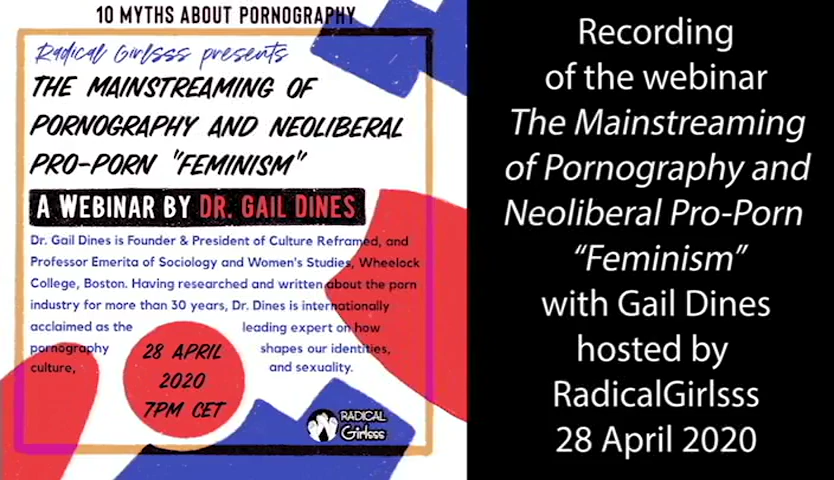 10 MYTHS ABOUT PORNOGRAPHY
Radical Girlsss presents
THE MAINSTREAMING OF
PORNOGRAPHY AND NEOLIBERAL
PRO-PORN "FEMINISM"
A WEBINAR BY DR. GAIL DINES
Dr. Gail Dines is Founder & President of Culture Reframed, and
Professor Emerita of Sociology and Women's Studies, Wheelock
College, Boston. Having researched and written about the porn
industry for more than 30 years, Dr. Dines is internationally
acclaimed as the leading expert on how
pornography shapes our identities,
culture, and sexuality.
28 APRIL
2020
7PM CET
RADICAL
Girlsss
Recording
of the webinar
The Mainstreaming
of Pornography and
Neoliberal Pro-Porn
“Feminism”
with Gail Dines
hosted by
RadicalGirlsss
28 April 2020